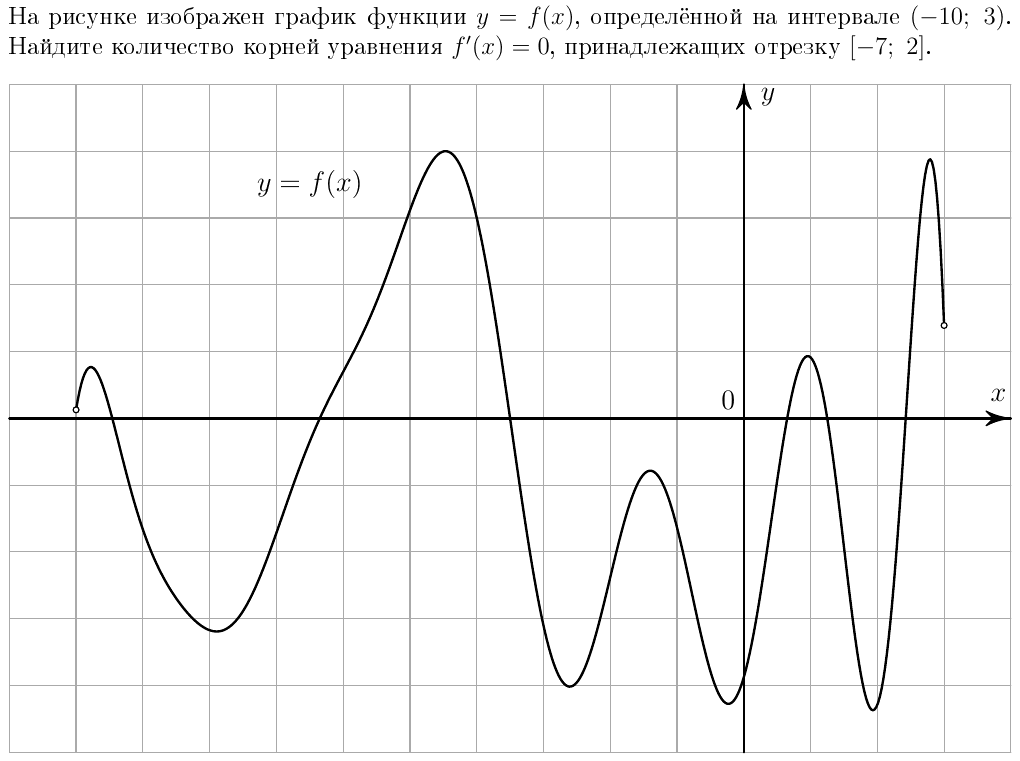 На рисунке изображен график функции y = f(x), определённой на интервале (−10; 3).
Найдите количество корней уравнения f′(x) = 0, принадлежащих отрезку [−7; 2].
y
y = f(x)
0
x